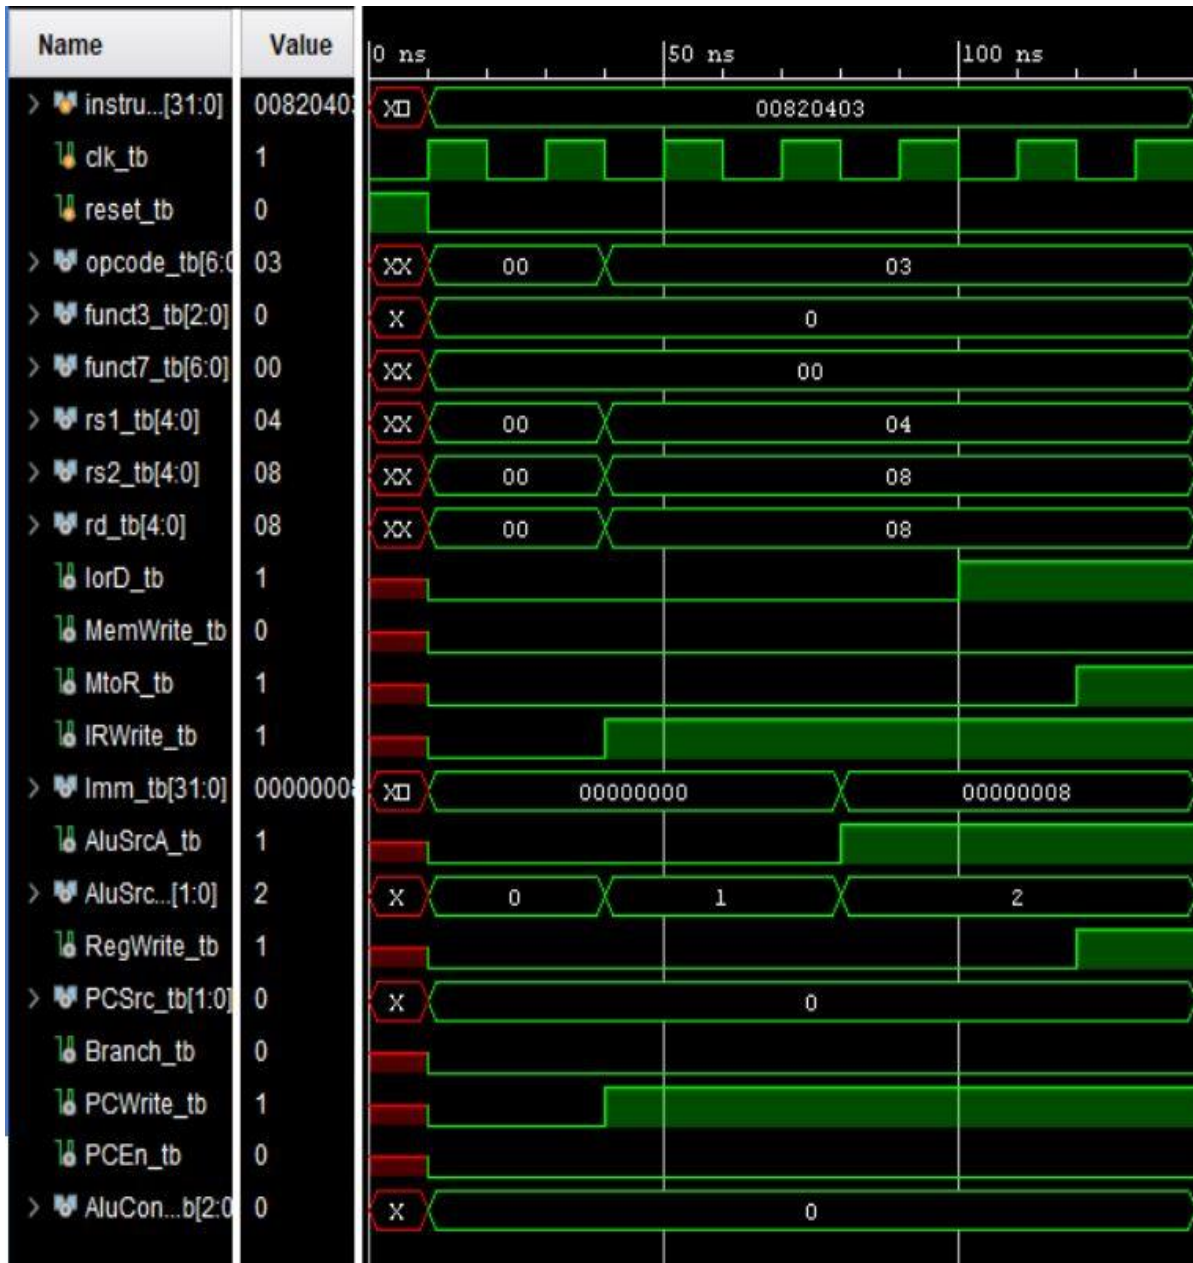 Name Value 0 ns 50 ns 100 ns
instru...[31:0] 00820403 00820403
clk_tb 1
reset_tb 0
opcode_tb[6:0 03 XX 00 03
funct3_tb[2:0] 0 X 0
funct7_tb[6:0] 00 XX 00
rs1_tb[4:0] 04 XX 00 04
rs2_tb[4:0] 08 XX 00 08
rd_tb[4:0] 08 XX 00 08
IorD_tb 1
MemWrite_tb 0
MtoR_tb 1
IRWrite_tb 1
Imm_tb[31:0] 00000008 00000000 00000008
AluSrcA_tb 1
AluSrc...[1:0] 2 X 0 1 2
RegWrite_tb 1
PCSrc_tb[1:0] 0 X 0
Branch_tb 0
PCWrite_tb 1
PCEn_tb 0
AluCon...b[2:0 0 X 0